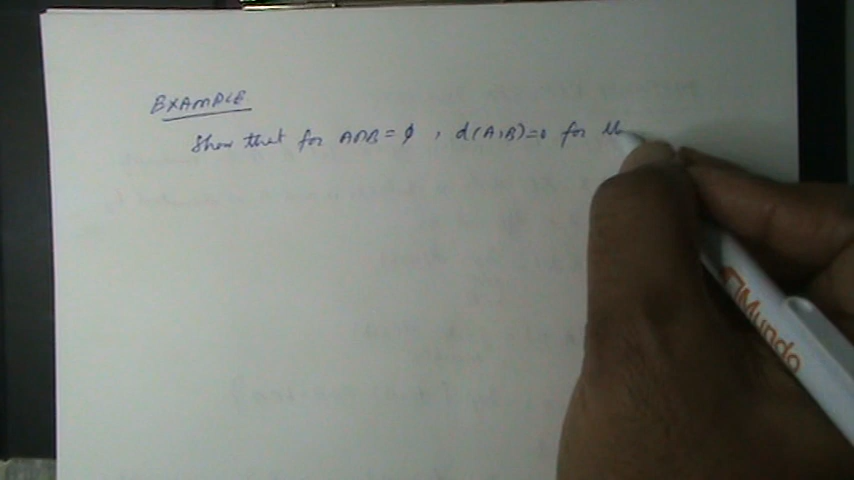 EXAMPLE
Show that for A∩B = ϕ , d(A,B)=0 for
Mundo